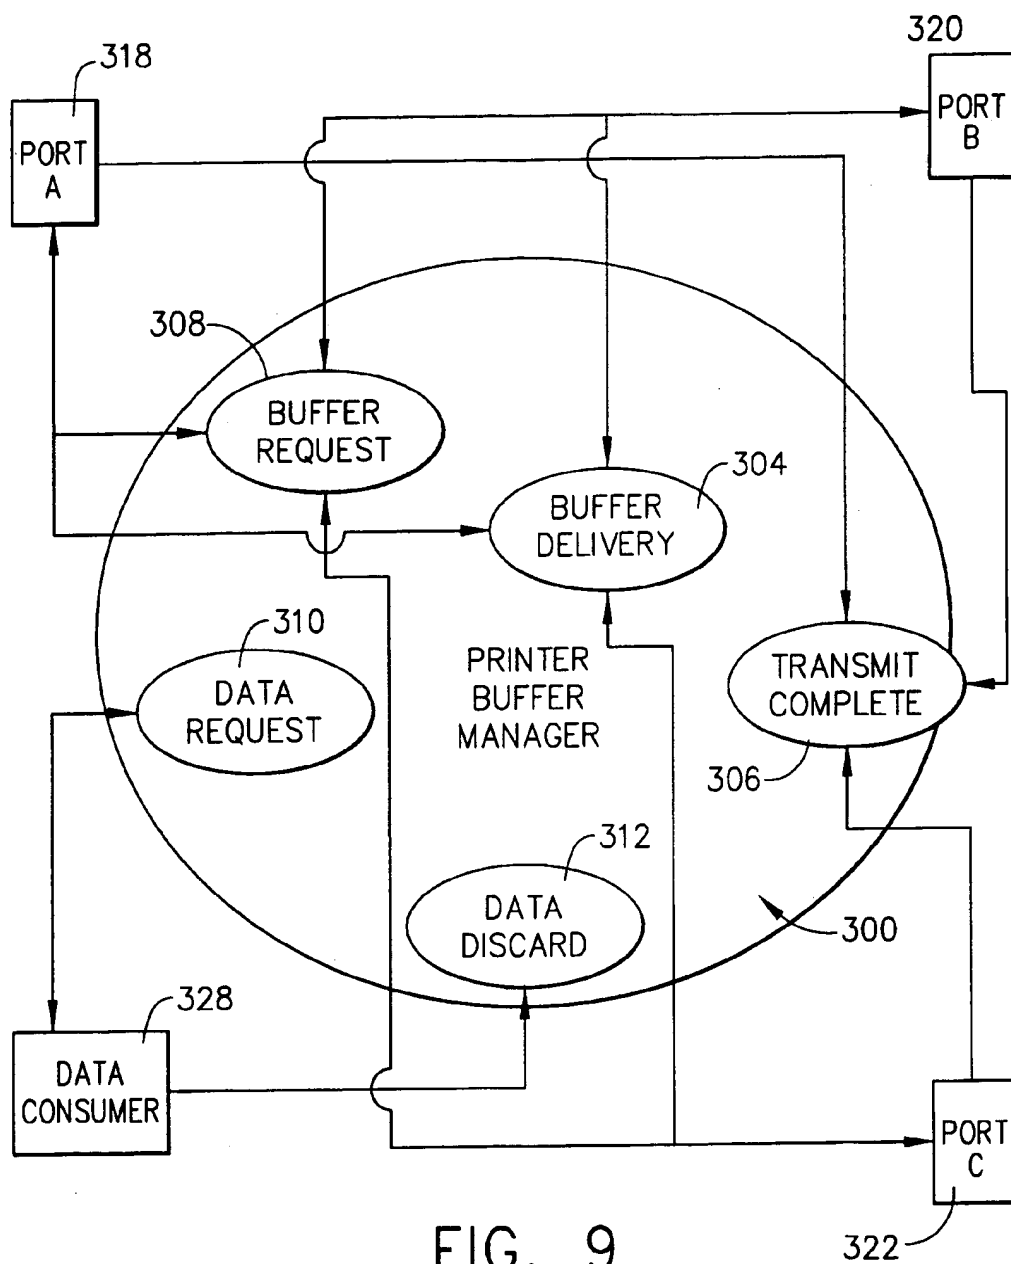 320
318
PORT
B
PORT
A
308
BUFFER
REQUEST
304
BUFFER
DELIVERY
310
PRINTER
BUFFER
MANAGER
DATA
REQUEST
TRANSMIT
COMPLETE
306
312
DATA
DISCARD
300
328
DATA
CONSUMER
PORT
C
322
FIG. 9